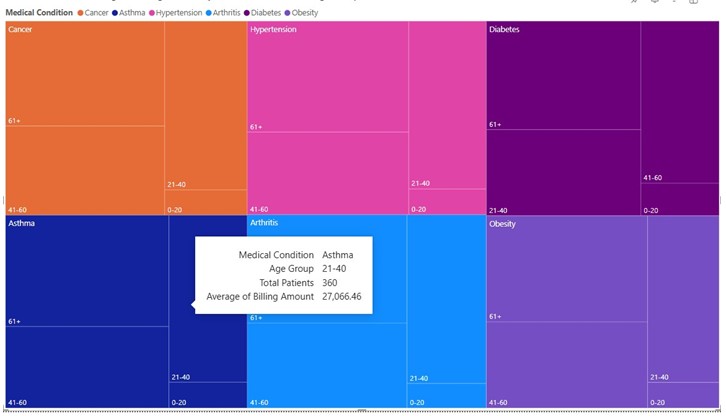 Medical Condition Cancer Asthma Hypertension Arthritis Diabetes Obesity
Cancer
61+
41-60
21-40
0-20
Hypertension
61+
41-60
21-40
0-20
Diabetes
61+
21-40
41-60
0-20
Asthma
61+
41-60
21-40
0-20
Medical Condition Asthma
Age Group 21-40
Total Patients 360
Average of Billing Amount 27,066.46
Arthritis
61+
41-60
21-40
0-20
Obesity
61+
41-60
21-40
0-20